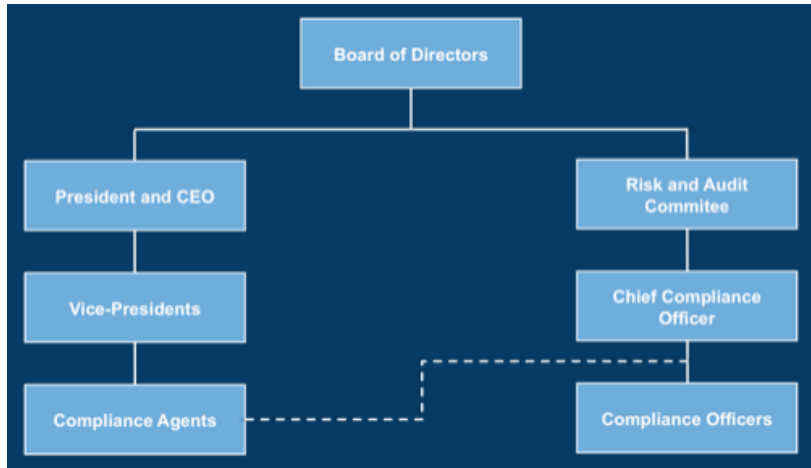 Board of Directors
President and CEO
Risk and Audit
Commitee
Vice-Presidents
Chief Compliance
Officer
Compliance Agents
Compliance Officers